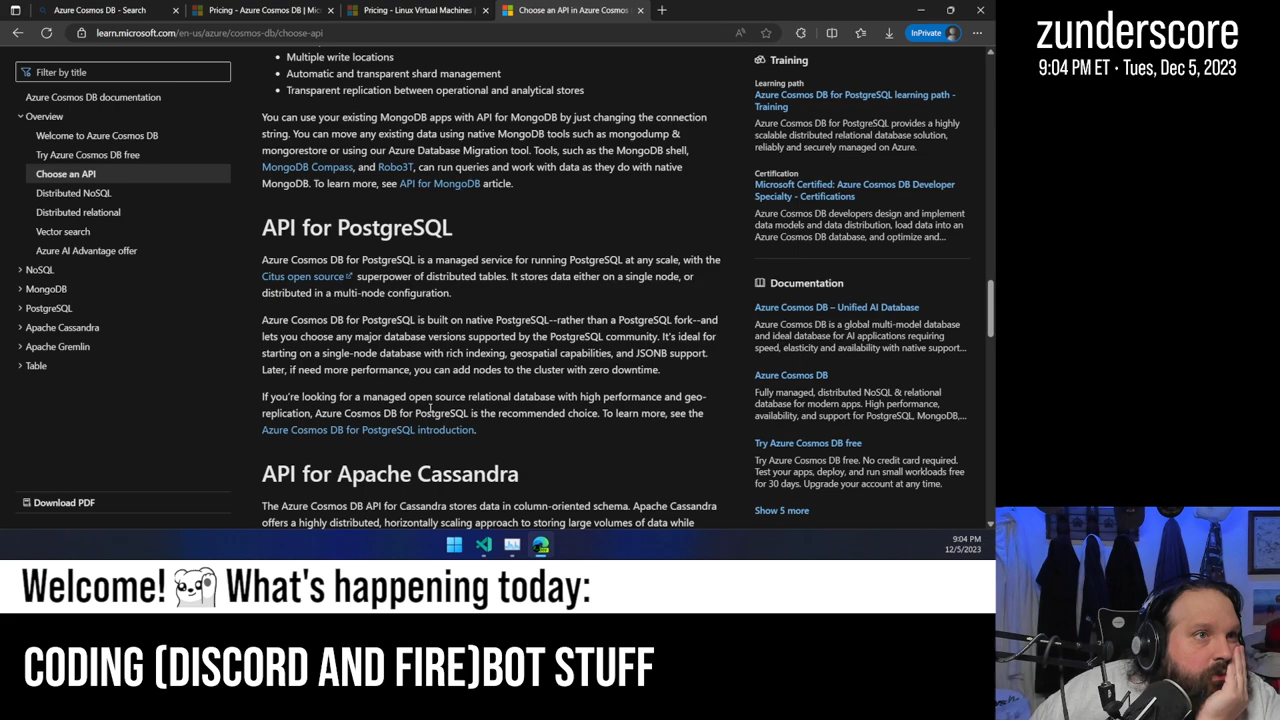 Azure Cosmos DB - Search
Pricing - Azure Cosmos DB | Mic
Pricing - Linux Virtual Machines |
Choose an API in Azure Cosmos
learn.microsoft.com/en-us/azure/cosmos-db/choose-api
InPrivate
Filter by title
Azure Cosmos DB documentation
Overview
Welcome to Azure Cosmos DB
Try Azure Cosmos DB free
Choose an API
Distributed NoSQL
Distributed relational
Vector search
Azure AI Advantage offer
NoSQL
MongoDB
PostgreSQL
Apache Cassandra
Apache Gremlin
Table
Download PDF
Multiple write locations
Automatic and transparent shard management
Transparent replication between operational and analytical stores
You can use your existing MongoDB apps with API for MongoDB by just changing the connection
string. You can move any existing data using native MongoDB tools such as mongodump &
mongorestore or using our Azure Database Migration tool. Tools, such as the MongoDB shell,
MongoDB Compass, and Robo3T, can run queries and work with data as they do with native
MongoDB. To learn more, see API for MongoDB article.
API for PostgreSQL
Azure Cosmos DB for PostgreSQL is a managed service for running PostgreSQL at any scale, with the
Citus open source superpower of distributed tables. It stores data either on a single node, or
distributed in a multi-node configuration.
Azure Cosmos DB for PostgreSQL is built on native PostgreSQL--rather than a PostgreSQL fork--and
lets you choose any major database versions supported by the PostgreSQL community. It's ideal for
starting on a single-node database with rich indexing, geospatial capabilities, and JSONB support.
Later, if need more performance, you can add nodes to the cluster with zero downtime.
If you're looking for a managed open source relational database with high performance and geo-
replication, Azure Cosmos DB for PostgreSQL is the recommended choice. To learn more, see the
Azure Cosmos DB for PostgreSQL introduction.
API for Apache Cassandra
The Azure Cosmos DB API for Cassandra stores data in column-oriented schema. Apache Cassandra
offers a highly distributed, horizontally scaling approach to storing large volumes of data while
Training
Learning path
Azure Cosmos DB for PostgreSQL learning path -
Training
Azure Cosmos DB for PostgreSQL provides a highly
scalable distributed relational database solution,
reliably and securely managed on Azure.
Certification
Microsoft Certified: Azure Cosmos DB Developer
Specialty - Certifications
Azure Cosmos DB developers design and implement
data models and data distribution, load data into an
Azure Cosmos DB database, and optimize and...
Documentation
Azure Cosmos DB – Unified AI Database
Azure Cosmos DB is a global multi-model database
and ideal database for AI applications requiring
speed, elasticity and availability with native support...
Azure Cosmos DB
Fully managed, distributed NoSQL & relational
database for modern apps. High performance,
availability, and support for PostgreSQL, MongoDB,...
Try Azure Cosmos DB free
Try Azure Cosmos DB free. No credit card required.
Test your apps, deploy, and run small workloads free
for 30 days. Upgrade your account at any time.
Show 5 more
9:04 PM
12/5/2023
zunderscore
9:04 PM ET • Tues, Dec 5, 2023
Welcome! What's happening today:
CODING (DISCORD AND FIRE)BOT STUFF